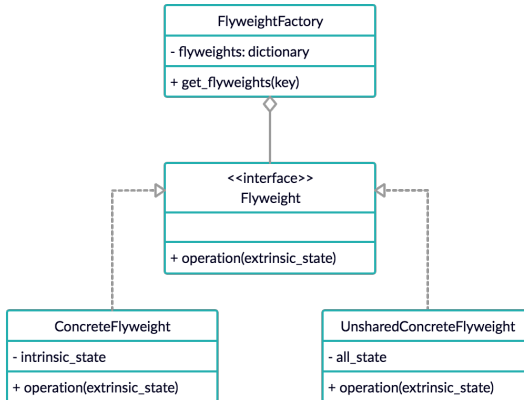 FlyweightFactory
- flyweights: dictionary
+ get_flyweights(key)
<<interface>>
Flyweight
+ operation(extrinsic_state)
ConcreteFlyweight
- intrinsic_state
+ operation(extrinsic_state)
UnsharedConcreteFlyweight
- all_state
+ operation(extrinsic_state)